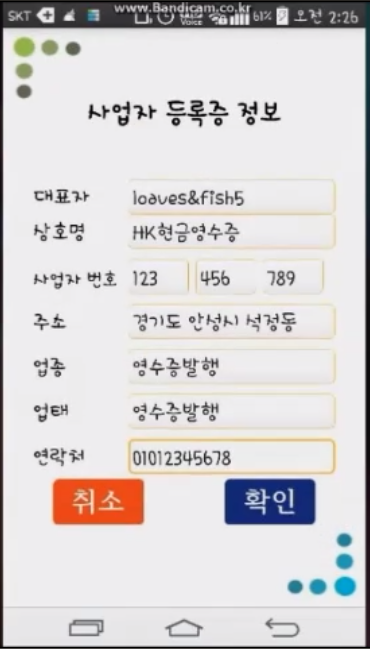 www.Bandicam.co.kr
SKT 61% 오전 2:26
사업자 등록증 정보
대표자 loaves&fish5
상호명 HK현금영수증
사업자 번호 123 456 789
주소 경기도 안성시 석정동
업종 영수증발행
업태 영수증발행
연락처 01012345678
취소 확인